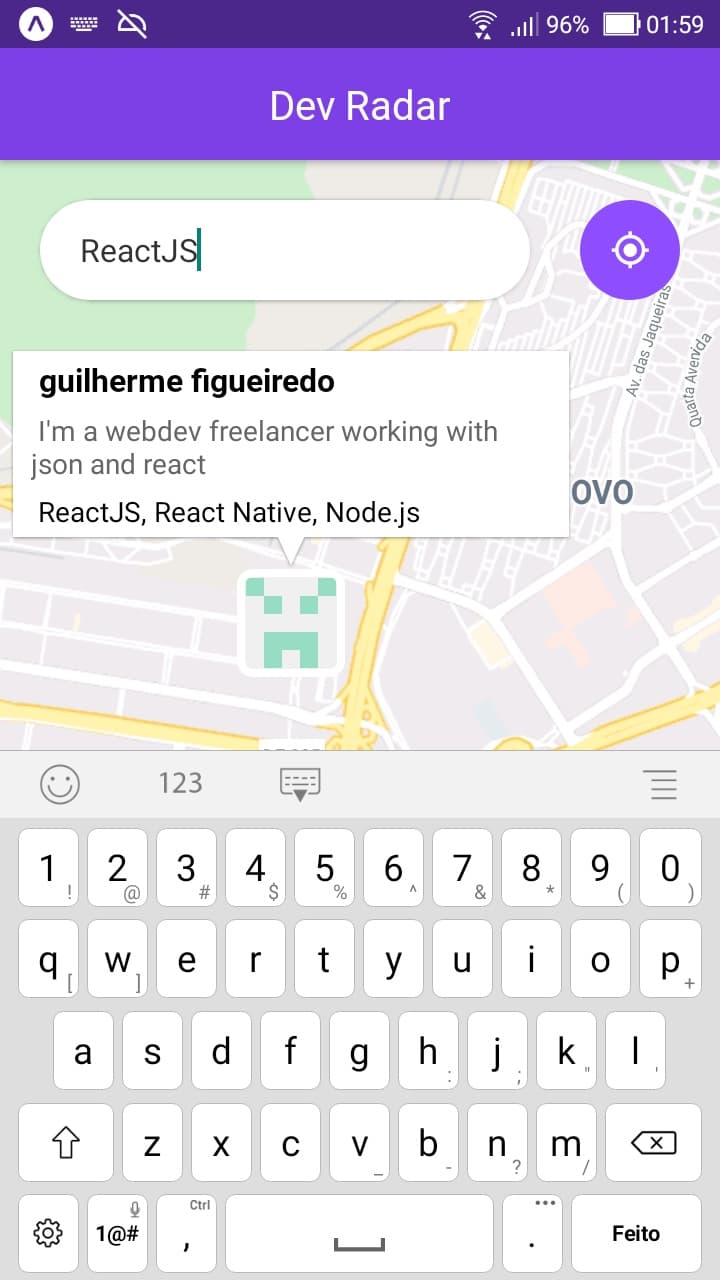 96% 01:59
Dev Radar
ReactJS
Av. das Jaqueiras
Quarta Avenida
guilherme figueiredo
I'm a webdev freelancer working with
json and react
ReactJS, React Native, Node.js
OVO
123
1 ! 2 @ 3 # 4 $ 5 % 6 ^ 7 & 8 * 9 ( 0 )
q [ w ] e r t y u i o p +
a s d f g h : j ; k " l '
z x c v _ b - n ? m /
1@# Ctrl , . ... Feito